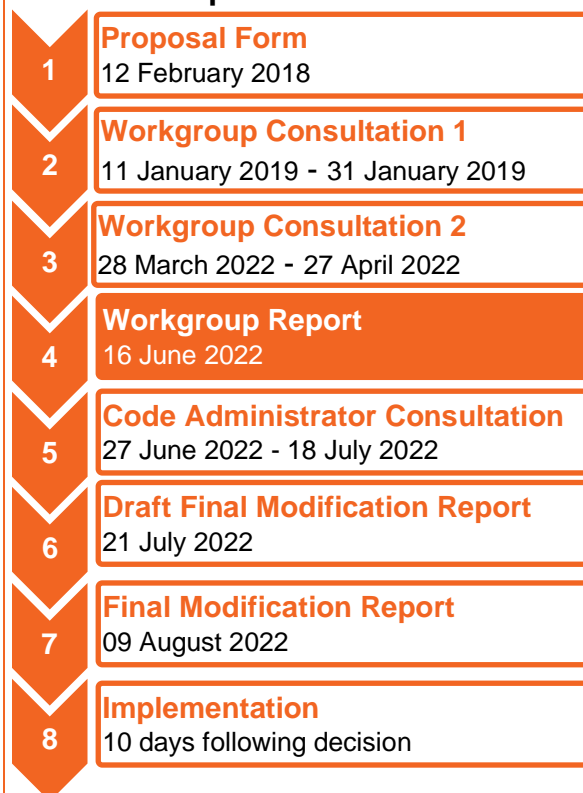 1
Proposal Form
12 February 2018
2
Workgroup Consultation 1
11 January 2019 - 31 January 2019
3
Workgroup Consultation 2
28 March 2022 - 27 April 2022
4
Workgroup Report
16 June 2022
5
Code Administrator Consultation
27 June 2022 - 18 July 2022
6
Draft Final Modification Report
21 July 2022
7
Final Modification Report
09 August 2022
8
Implementation
10 days following decision